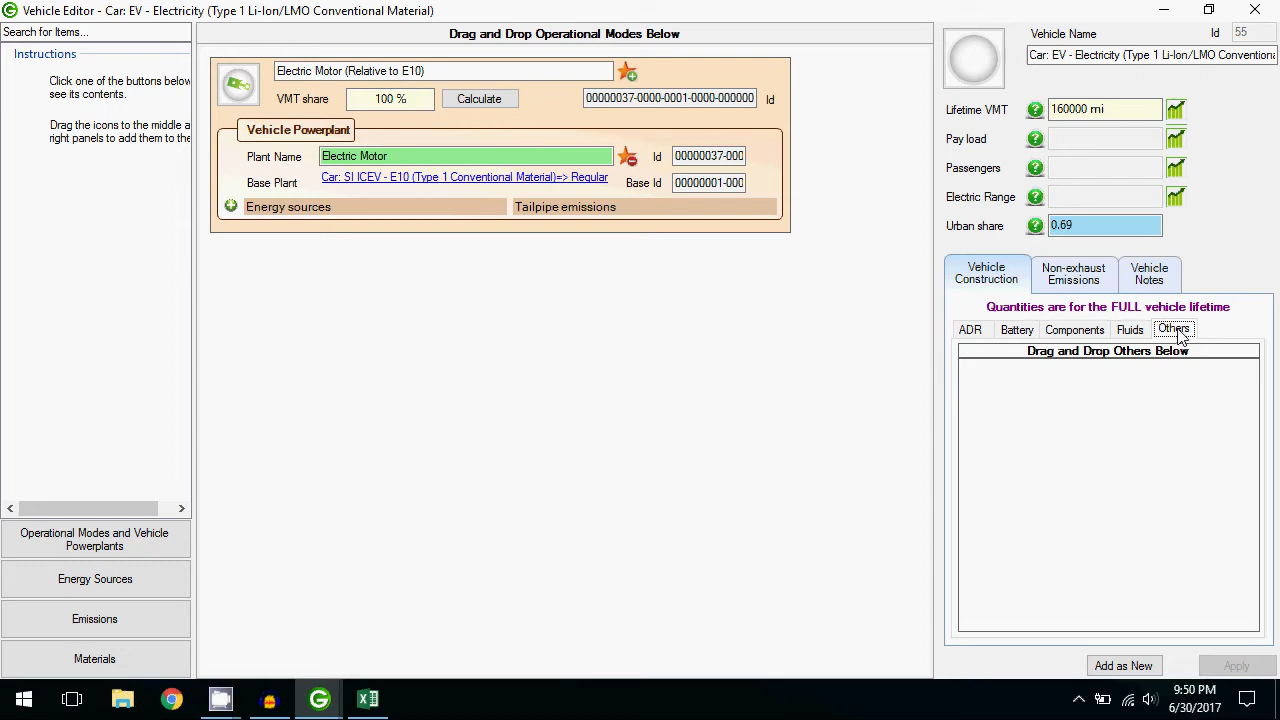 Vehicle Editor - Car: EV - Electricity (Type 1 Li-Ion/LMO Conventional Material)
Search for Items...
Instructions
Click one of the buttons below
see its contents.
Drag the icons to the middle a
right panels to add them to the
Operational Modes and Vehicle
Powerplants
Energy Sources
Emissions
Materials
Drag and Drop Operational Modes Below
Electric Motor (Relative to E10)
VMT share
100 %
Calculate
00000037-0000-0001-0000-000000
Id
Vehicle Powerplant
Plant Name
Electric Motor
Id
00000037-000
Base Plant
Car: SI ICEV - E10 (Type 1 Conventional Material)=> Regular
Base Id
00000001-000
Energy sources
Tailpipe emissions
Vehicle Name
Id
55
Car: EV - Electricity (Type 1 Li-Ion/LMO Conventiona
Lifetime VMT
160000 mi
Pay load
Passengers
Electric Range
Urban share
0.69
Vehicle
Construction
Non-exhaust
Emissions
Vehicle
Notes
Quantities are for the FULL vehicle lifetime
ADR
Battery
Components
Fluids
Others
Drag and Drop Others Below
Add as New
Apply
9:50 PM
6/30/2017